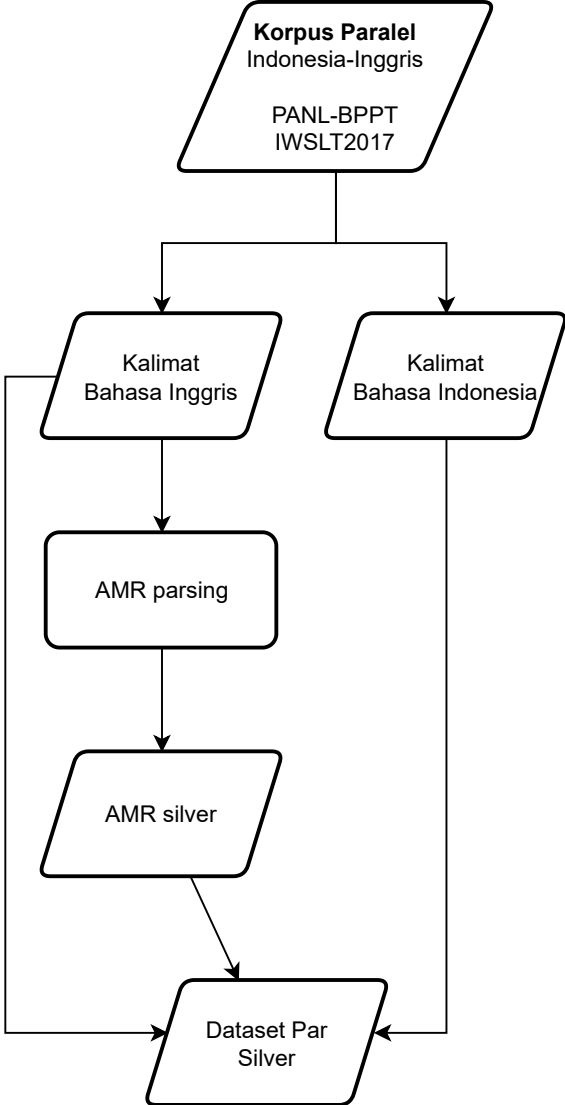 Korpus Paralel
Indonesia-Inggris
PANL-BPPT
IWSLT2017
Kalimat
Bahasa Inggris
Kalimat
Bahasa Indonesia
AMR parsing
AMR silver
Dataset Par
Silver